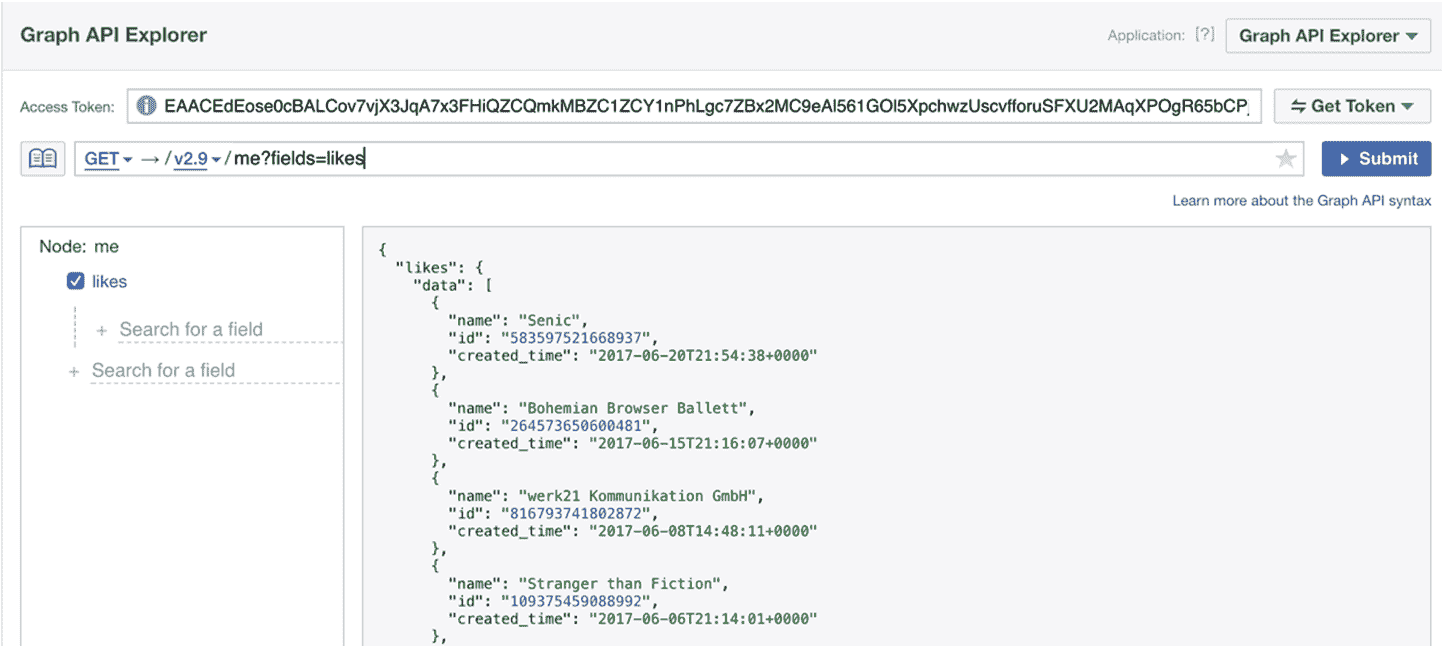 Graph API Explorer
Application: [?] Graph API Explorer
Access Token: EAACEdEose0cBALCov7vjX3JqA7x3FHiQZCQmkMBZC1ZCY1nPhLgc7ZBx2MC9eAl561GOl5XpchwzUscvfforuSFXU2MAqXPOgR65bCP Get Token
GET → / v2.9 / me?fields=likes Submit
Learn more about the Graph API syntax
Node: me
likes
+ Search for a field
+ Search for a field
{
"likes": {
"data": [
{
"name": "Senic",
"id": "583597521668937",
"created_time": "2017-06-20T21:54:38+0000"
},
{
"name": "Bohemian Browser Ballett",
"id": "264573650600481",
"created_time": "2017-06-15T21:16:07+0000"
},
{
"name": "werk21 Kommunikation GmbH",
"id": "816793741802872",
"created_time": "2017-06-08T14:48:11+0000"
},
{
"name": "Stranger than Fiction",
"id": "109375459088992",
"created_time": "2017-06-06T21:14:01+0000"
},